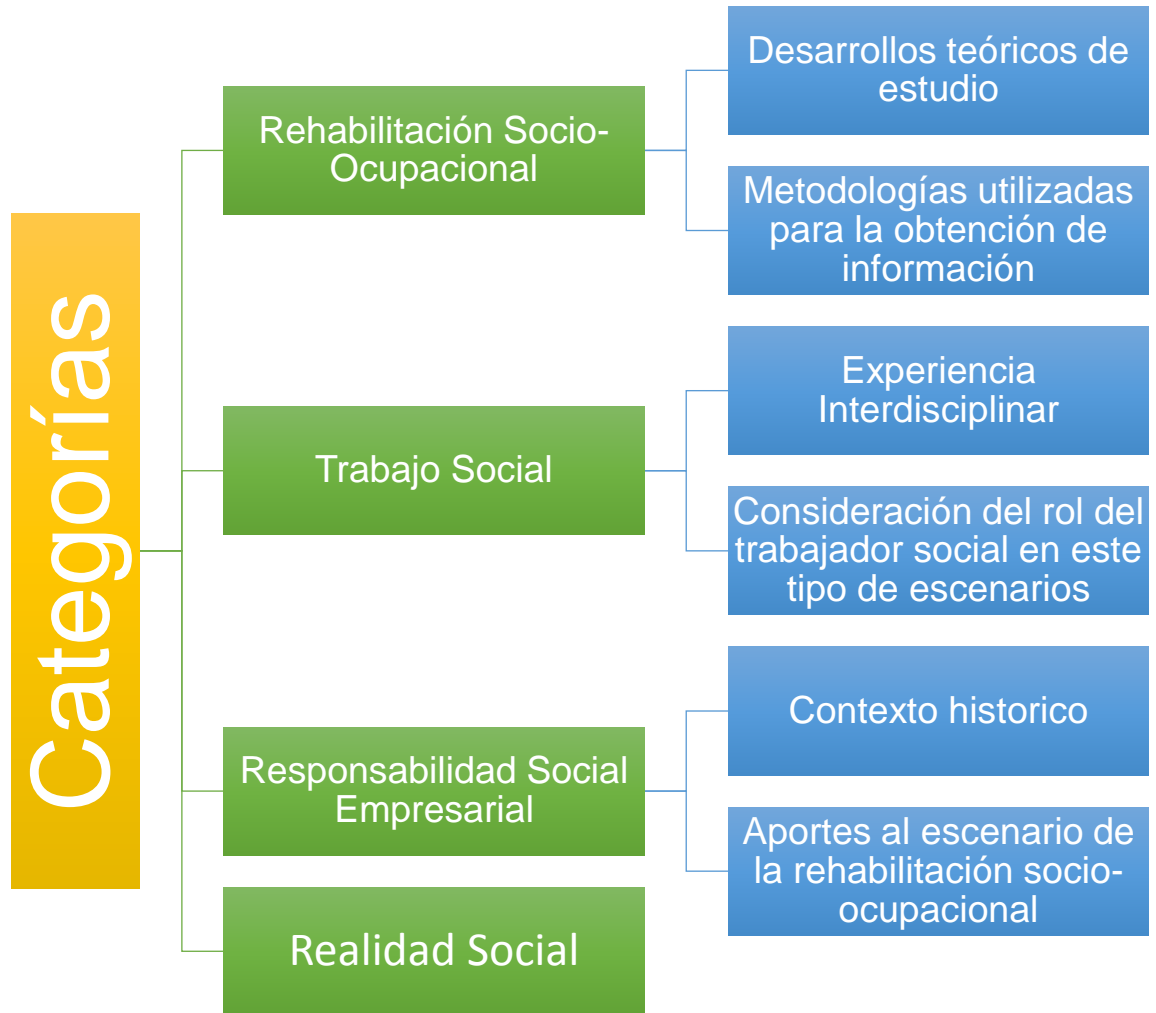 Categorías
Rehabilitación Socio-
Ocupacional
Desarrollos teóricos de
estudio
Metodologías utilizadas
para la obtención de
información
Trabajo Social
Experiencia
Interdisciplinar
Consideración del rol del
trabajador social en este
tipo de escenarios
Responsabilidad Social
Empresarial
Contexto historico
Aportes al escenario de
la rehabilitación socio-
ocupacional
Realidad Social